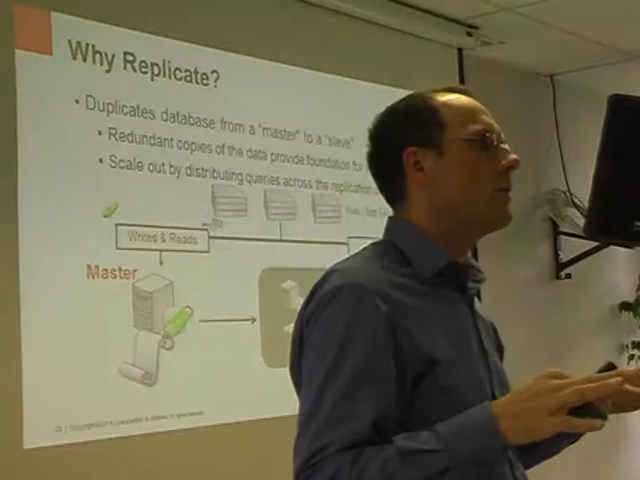 Why Replicate?
• Duplicates database from a "master" to a "slave"
• Redundant copies of the data provide foundation for
• Scale out by distributing queries across the replication
Writes & Reads
Master